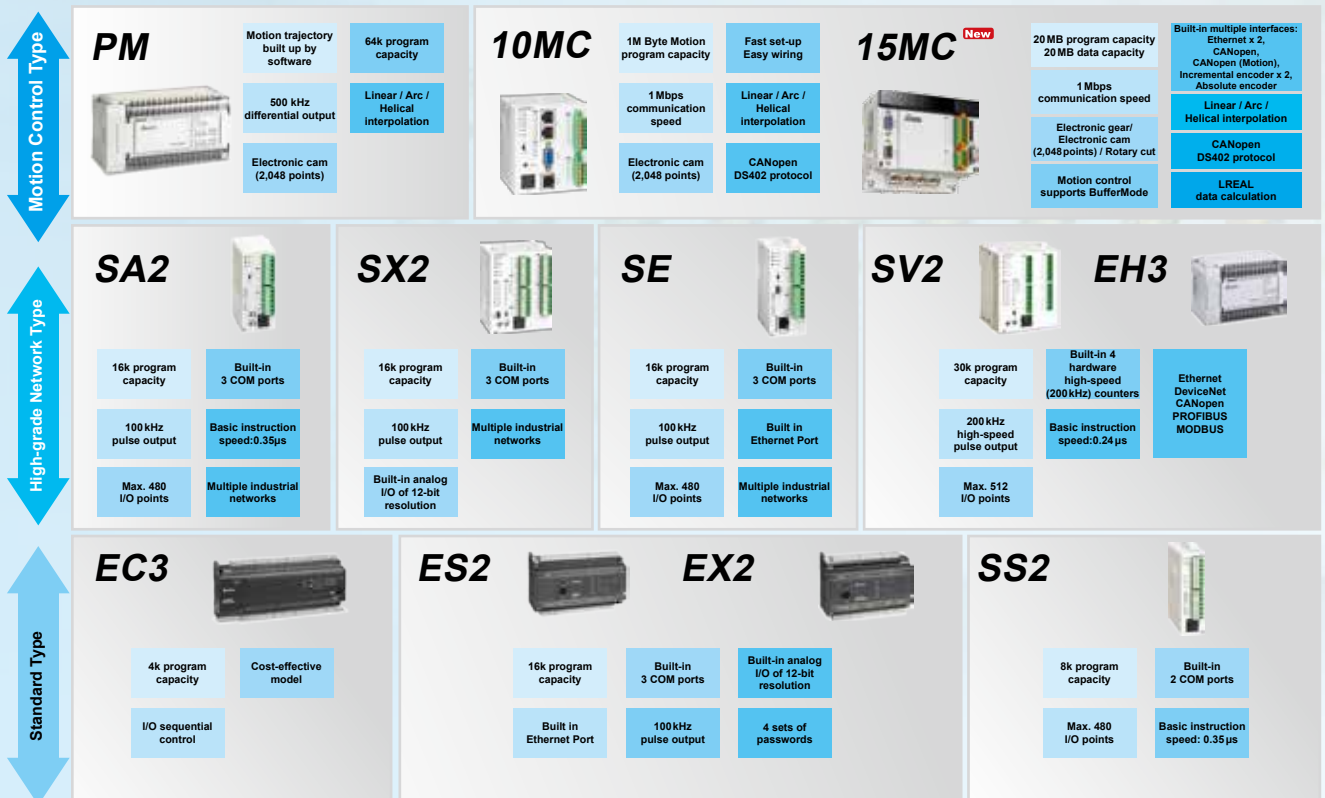 Motion Control Type
PM
Motion trajectory
built up by
software
64k program
capacity
500 kHz
differential output
Linear / Arc /
Helical
interpolation
Electronic cam
(2,048 points)
10MC
1M Byte Motion
program capacity
Fast set-up
Easy wiring
1 Mbps
communication
speed
Linear / Arc /
Helical
interpolation
Electronic cam
(2,048 points)
CANopen
DS402 protocol
15MC
New
20 MB program capacity
20 MB data capacity
Built-in multiple interfaces:
Ethernet x 2,
CANopen,
CANopen (Motion),
Incremental encoder x 2,
Absolute encoder
1 Mbps
communication speed
Linear / Arc /
Helical interpolation
Electronic gear/
Electronic cam
(2,048 points) / Rotary cut
CANopen
DS402 protocol
Motion control
supports BufferMode
LREAL
data calculation
High-grade Network Type
SA2
16k program
capacity
Built-in
3 COM ports
100 kHz
pulse output
Basic instruction
speed:0.35µs
Max. 480
I/O points
Multiple industrial
networks
SX2
16k program
capacity
Built-in
3 COM ports
100 kHz
pulse output
Multiple industrial
networks
Built-in analog
I/O of 12-bit
resolution
SE
16k program
capacity
Built-in
3 COM ports
100 kHz
pulse output
Built in
Ethernet Port
Max. 480
I/O points
Multiple industrial
networks
SV2
EH3
30k program
capacity
Built-in 4
hardware
high-speed
(200 kHz) counters
Ethernet
DeviceNet
CANopen
PROFIBUS
MODBUS
200 kHz
high-speed
pulse output
Basic instruction
speed:0.24 µs
Max. 512
I/O points
Standard Type
EC3
4k program
capacity
Cost-effective
model
I/O sequential
control
ES2
EX2
16k program
capacity
Built-in
3 COM ports
Built-in analog
I/O of 12-bit
resolution
Built in
Ethernet Port
100 kHz
pulse output
4 sets of
passwords
SS2
8k program
capacity
Built-in
2 COM ports
Max. 480
I/O points
Basic instruction
speed: 0.35 µs